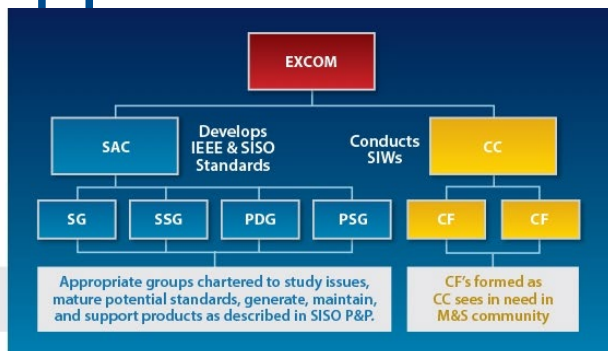 EXCOM
SAC
Develops
IEEE & SISO
Standards
Conducts
SIWs
CC
SG
SSG
PDG
PSG
CF
CF
Appropriate groups chartered to study issues,
mature potential standards, generate, maintain,
and support products as described in SISO P&P.
CF's formed as
CC sees in need in
M&S community